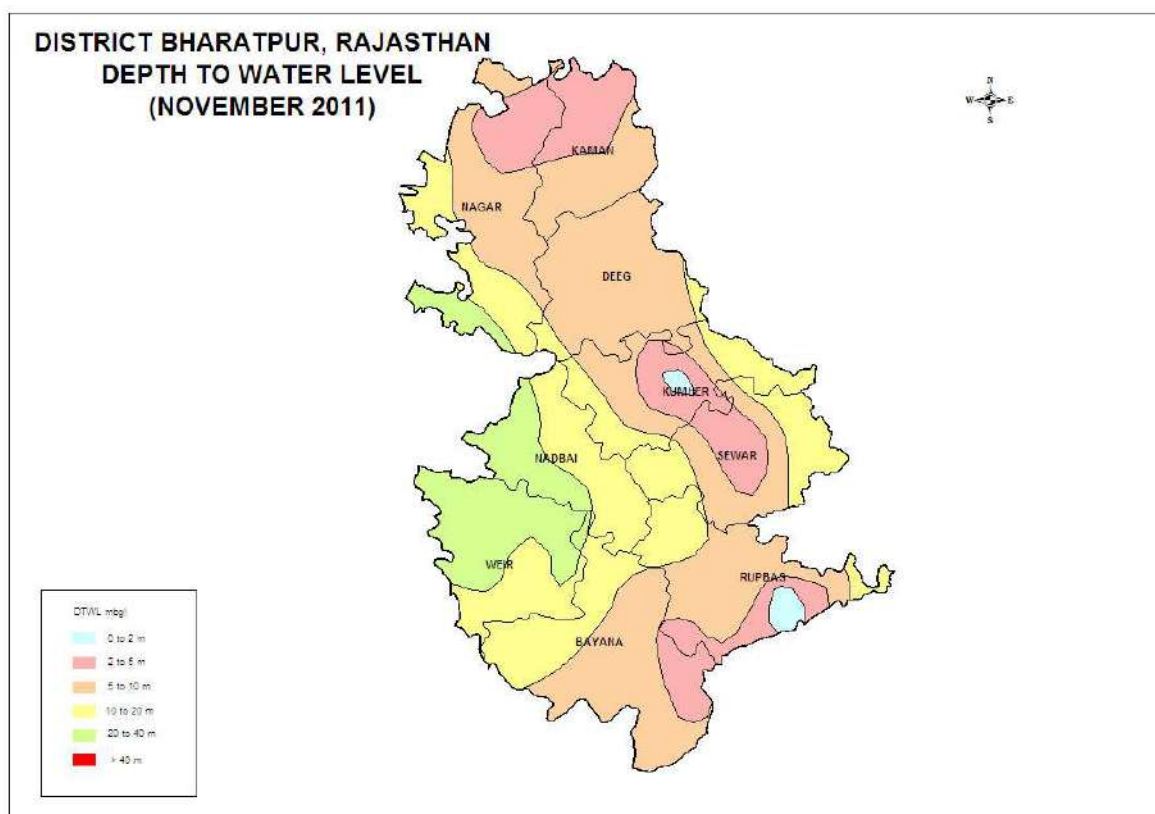 DISTRICT BHARATPUR, RAJASTHAN
DEPTH TO WATER LEVEL
(NOVEMBER 2011)
N
W E
S
KAMAN
NAGAR
DEEG
KUMHER
SEWAR
NADBAI
WEIR
RUPBAS
BAYANA
DTWL mbgl
0 to 2 m
2 to 5 m
5 to 10 m
10 to 20 m
20 to 40 m
> 40 m